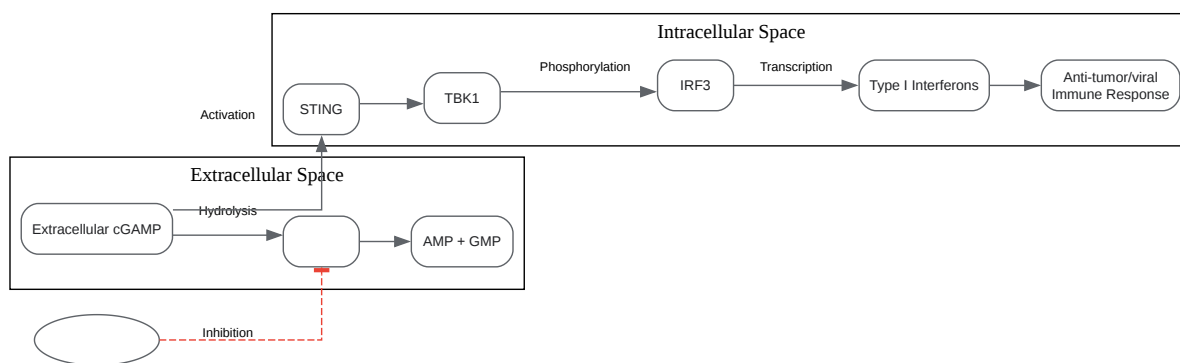 Intracellular Space
Phosphorylation
Transcription
STING
TBK1
IRF3
Type I Interferons
Anti-tumor/viral
Immune Response
Activation
Extracellular Space
Extracellular cGAMP
Hydrolysis
AMP + GMP
Inhibition